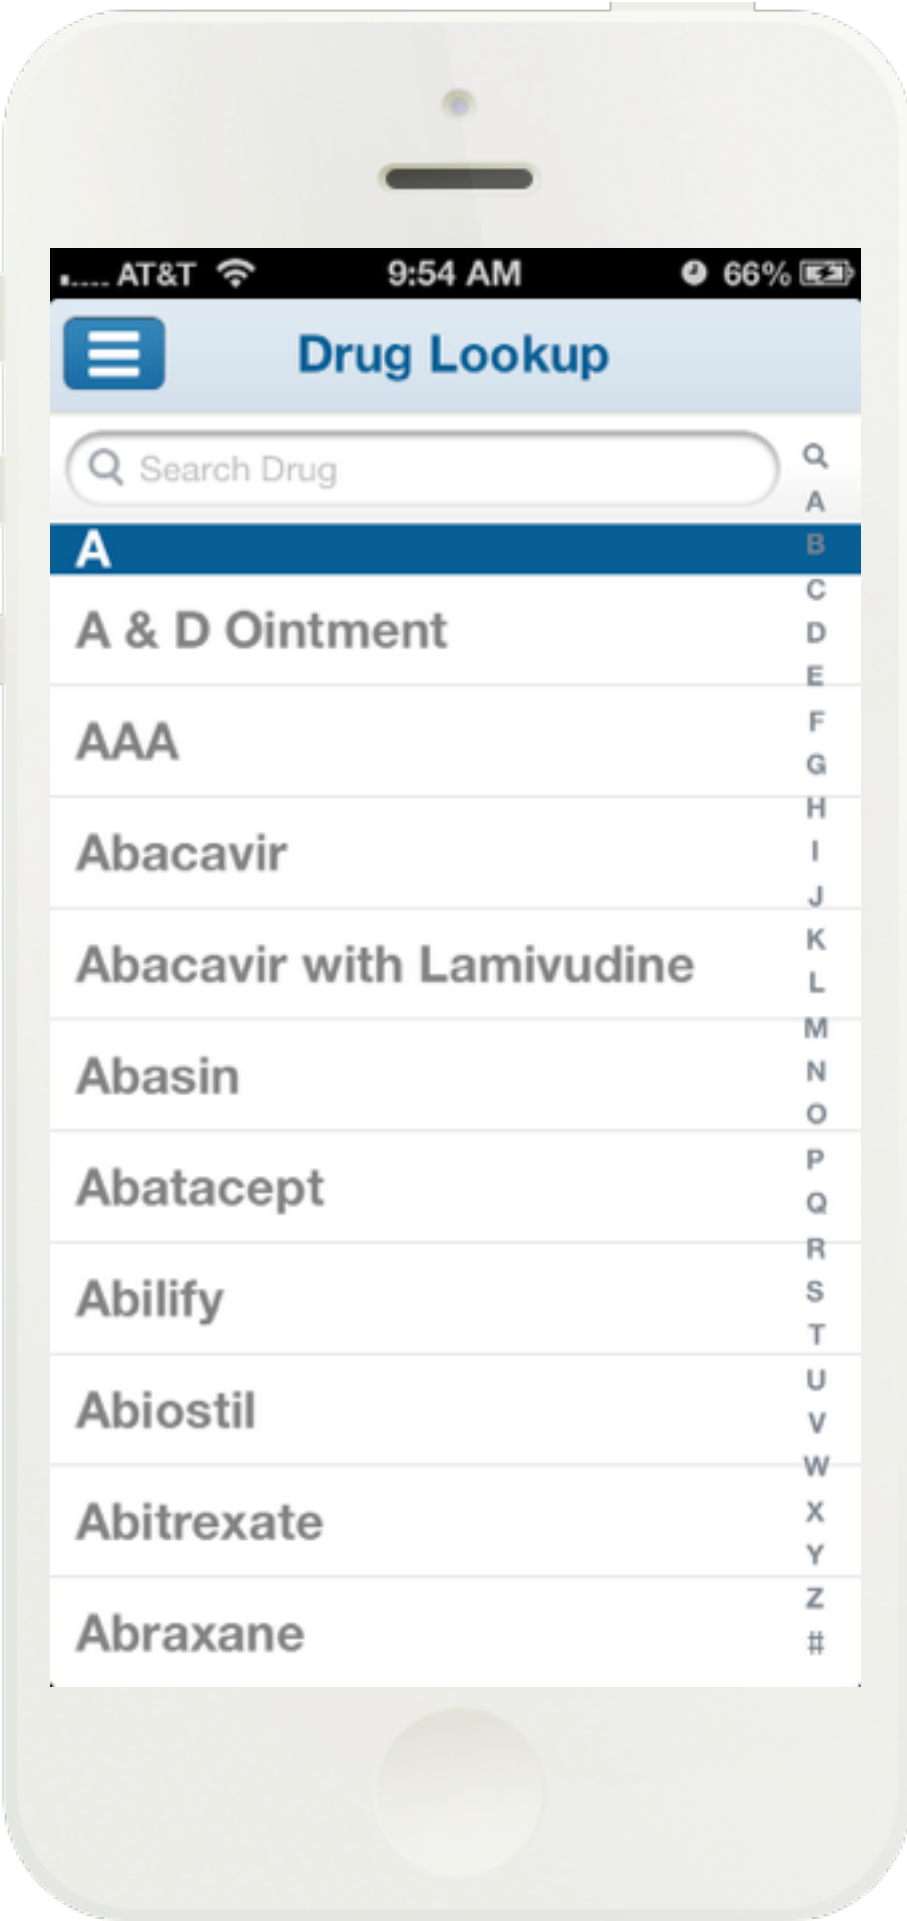 AT&T 9:54 AM 66%
Drug Lookup
Search Drug
A
A & D Ointment
AAA
Abacavir
Abacavir with Lamivudine
Abasin
Abatacept
Abilify
Abiostil
Abitrexate
Abraxane
A
B
C
D
E
F
G
H
I
J
K
L
M
N
O
P
Q
R
S
T
U
V
W
X
Y
Z
#